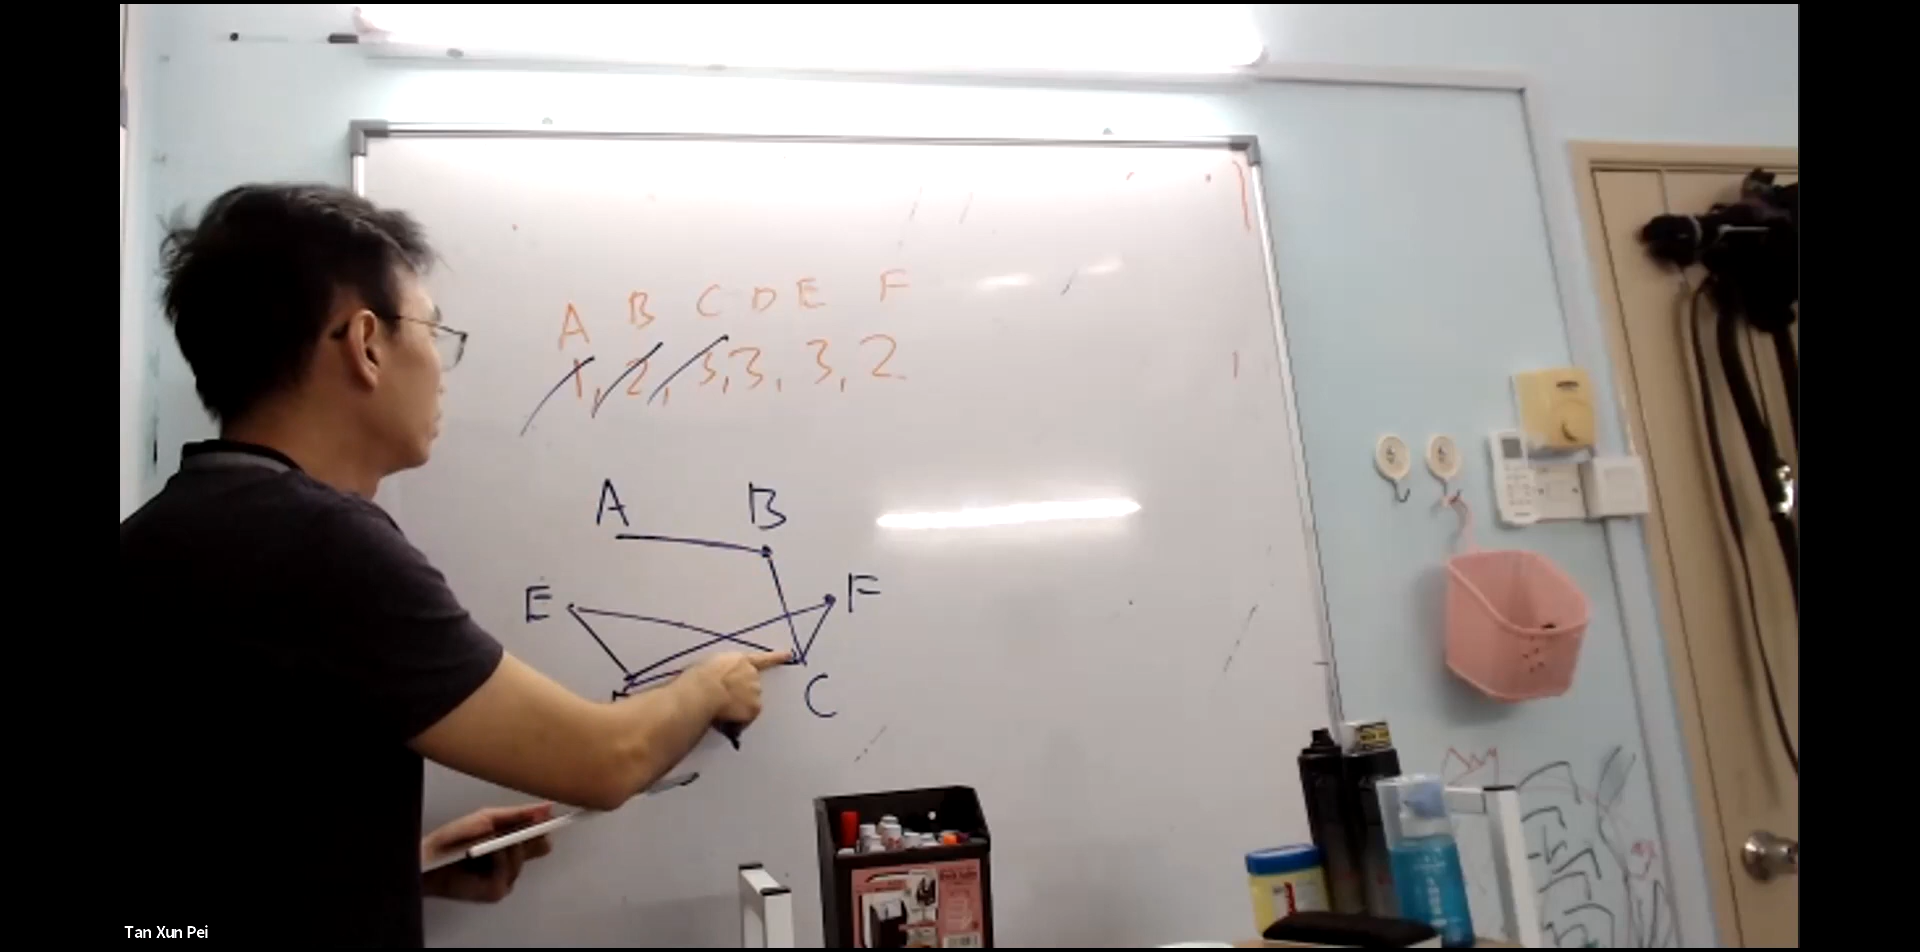 A B C D E F
1, 2, 3, 3, 3, 2
A B
E F
C
Tan Xun Pei